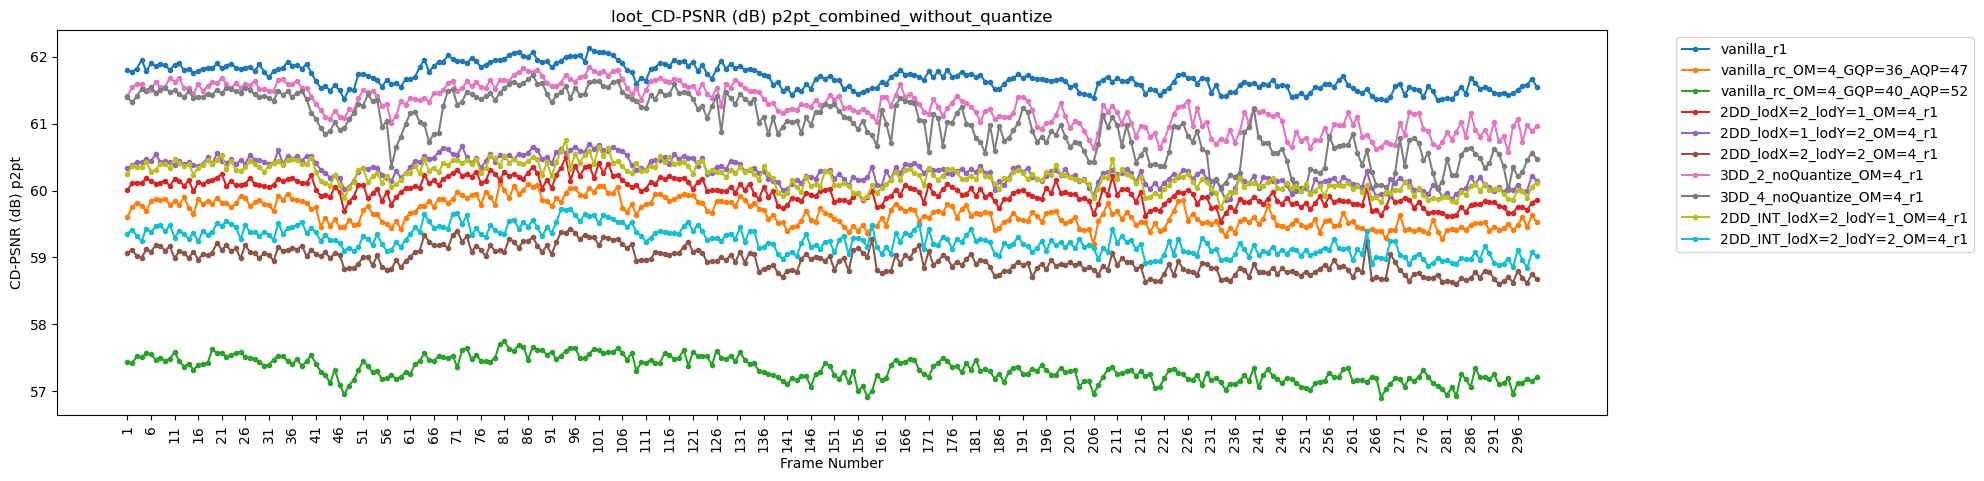 loot_CD-PSNR (dB) p2pt_combined_without_quantize
CD-PSNR (dB) p2pt
62
61
60
59
58
57
1 6 11 16 21 26 31 36 41 46 51 56 61 66 71 76 81 86 91 96 101 106 111 116 121 126 131 136 141 146 151 156 161 166 171 176 181 186 191 196 201 206 211 216 221 226 231 236 241 246 251 256 261 266 271 276 281 286 291 296
Frame Number
vanilla_r1
vanilla_rc_OM=4_GQP=36_AQP=47
vanilla_rc_OM=4_GQP=40_AQP=52
2DD_lodX=2_lodY=1_OM=4_r1
2DD_lodX=1_lodY=2_OM=4_r1
2DD_lodX=2_lodY=2_OM=4_r1
3DD_2_noQuantize_OM=4_r1
3DD_4_noQuantize_OM=4_r1
2DD_INT_lodX=2_lodY=1_OM=4_r1
2DD_INT_lodX=2_lodY=2_OM=4_r1